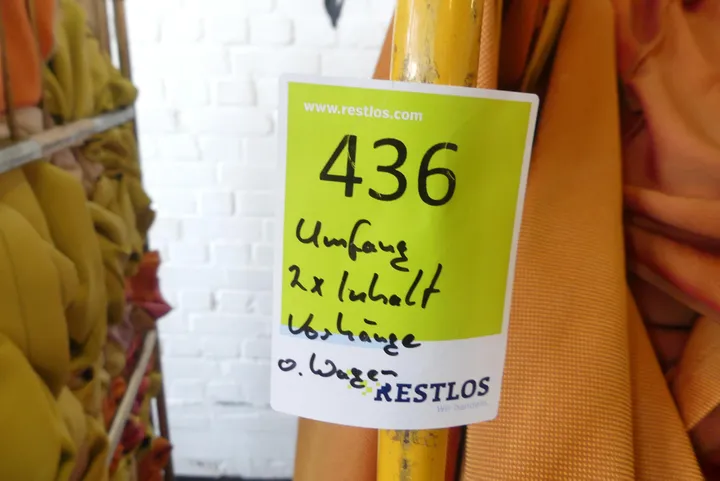 www.restlos.com
436
Umfang
2x Inhalt
Vorhänge
o. Wagen
RESTLOS